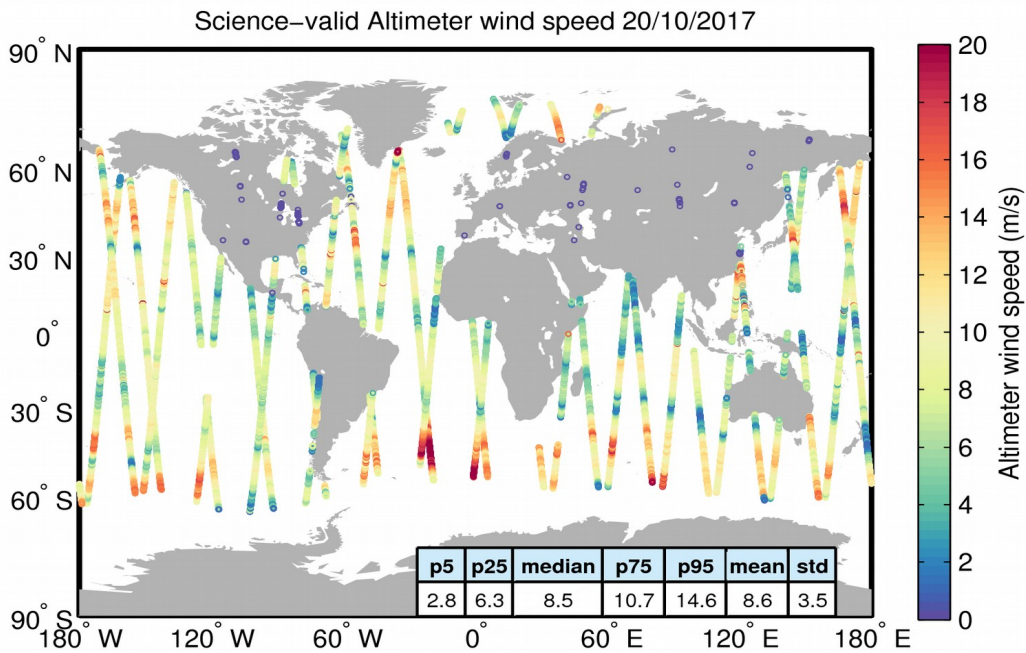 Science−valid Altimeter wind speed 20/10/2017
90° N
60° N
30° N
0°
30° S
60° S
90° S
180° W
120° W
60° W
0°
60° E
120° E
180° E
p5 p25 median p75 p95 mean std
2.8 6.3 8.5 10.7 14.6 8.6 3.5
20
18
16
14
12
10
8
6
4
2
0
Altimeter wind speed (m/s)